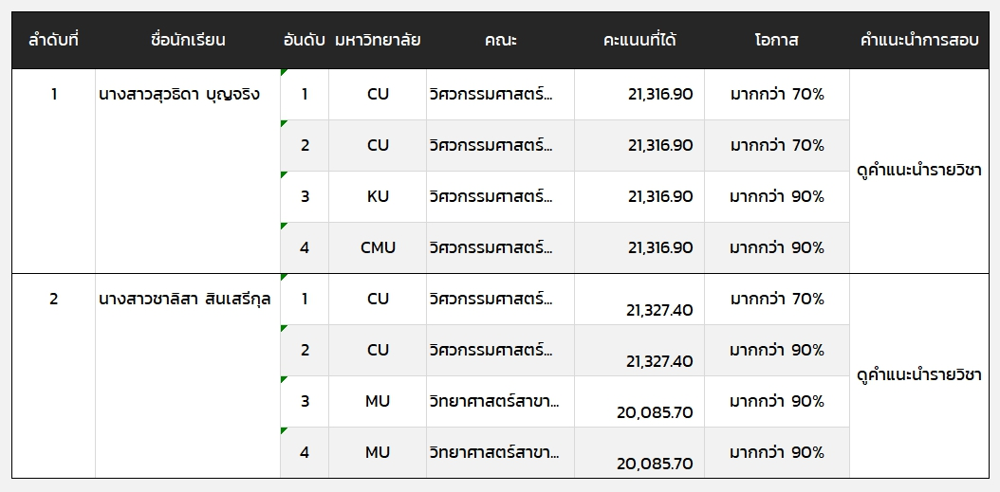 ลำดับที่ ชื่อนักเรียน อันดับ มหาวิทยาลัย คณะ คะแนนที่ได้ โอกาส คำแนะนำการสอบ
1 นางสาวสุวธิดา บุญจริง 1 CU วิศวกรรมศาสตร์... 21,316.90 มากกว่า 70%
2 CU วิศวกรรมศาสตร์... 21,316.90 มากกว่า 70%
ดูคำแนะนำรายวิชา
3 KU วิศวกรรมศาสตร์... 21,316.90 มากกว่า 90%
4 CMU วิศวกรรมศาสตร์... 21,316.90 มากกว่า 90%
2 นางสาวชาลิสา สินเสรีกุล 1 CU วิศวกรรมศาสตร์... 21,327.40 มากกว่า 70%
2 CU วิศวกรรมศาสตร์... 21,327.40 มากกว่า 90%
ดูคำแนะนำรายวิชา
3 MU วิทยาศาสตร์สาขา... 20,085.70 มากกว่า 90%
4 MU วิทยาศาสตร์สาขา... 20,085.70 มากกว่า 90%